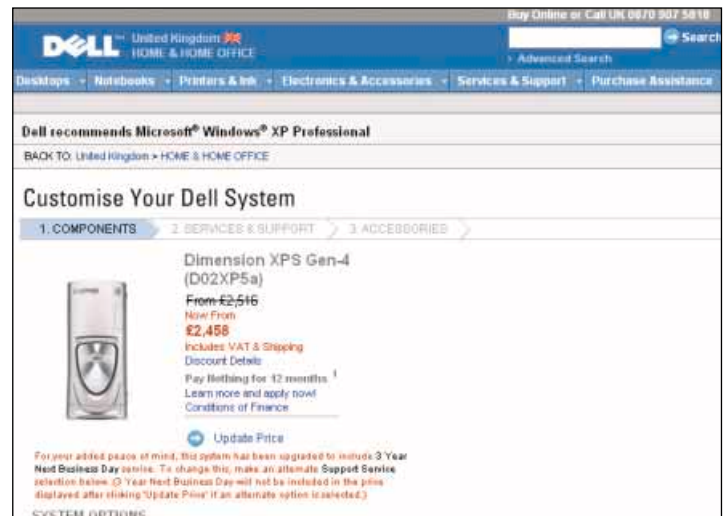 Buy Online or Call UK 0870 907 5818
DELL™ United Kingdom
HOME & HOME OFFICE
Search
› Advanced Search
Desktops Notebooks Printers & Ink Electronics & Accessories Services & Support Purchase Assistance
Dell recommends Microsoft® Windows® XP Professional
BACK TO: United Kingdom > HOME & HOME OFFICE
Customise Your Dell System
1. COMPONENTS 2. SERVICES & SUPPORT 3. ACCESSORIES
Dimension XPS Gen-4
(D02XP5a)
From £2,516
Now From
£2,458
Includes VAT & Shipping
Discount Details
Pay Nothing for 12 months 1
Learn more and apply now!
Conditions of Finance
Update Price
For your added peace of mind, this system has been upgraded to include 3 Year
Next Business Day service. To change this, make an alternate Support Service
selection below. (3 Year Next Business Day will not be included in the price
displayed after clicking 'Update Price' if an alternate option is selected.)
SYSTEM OPTIONS